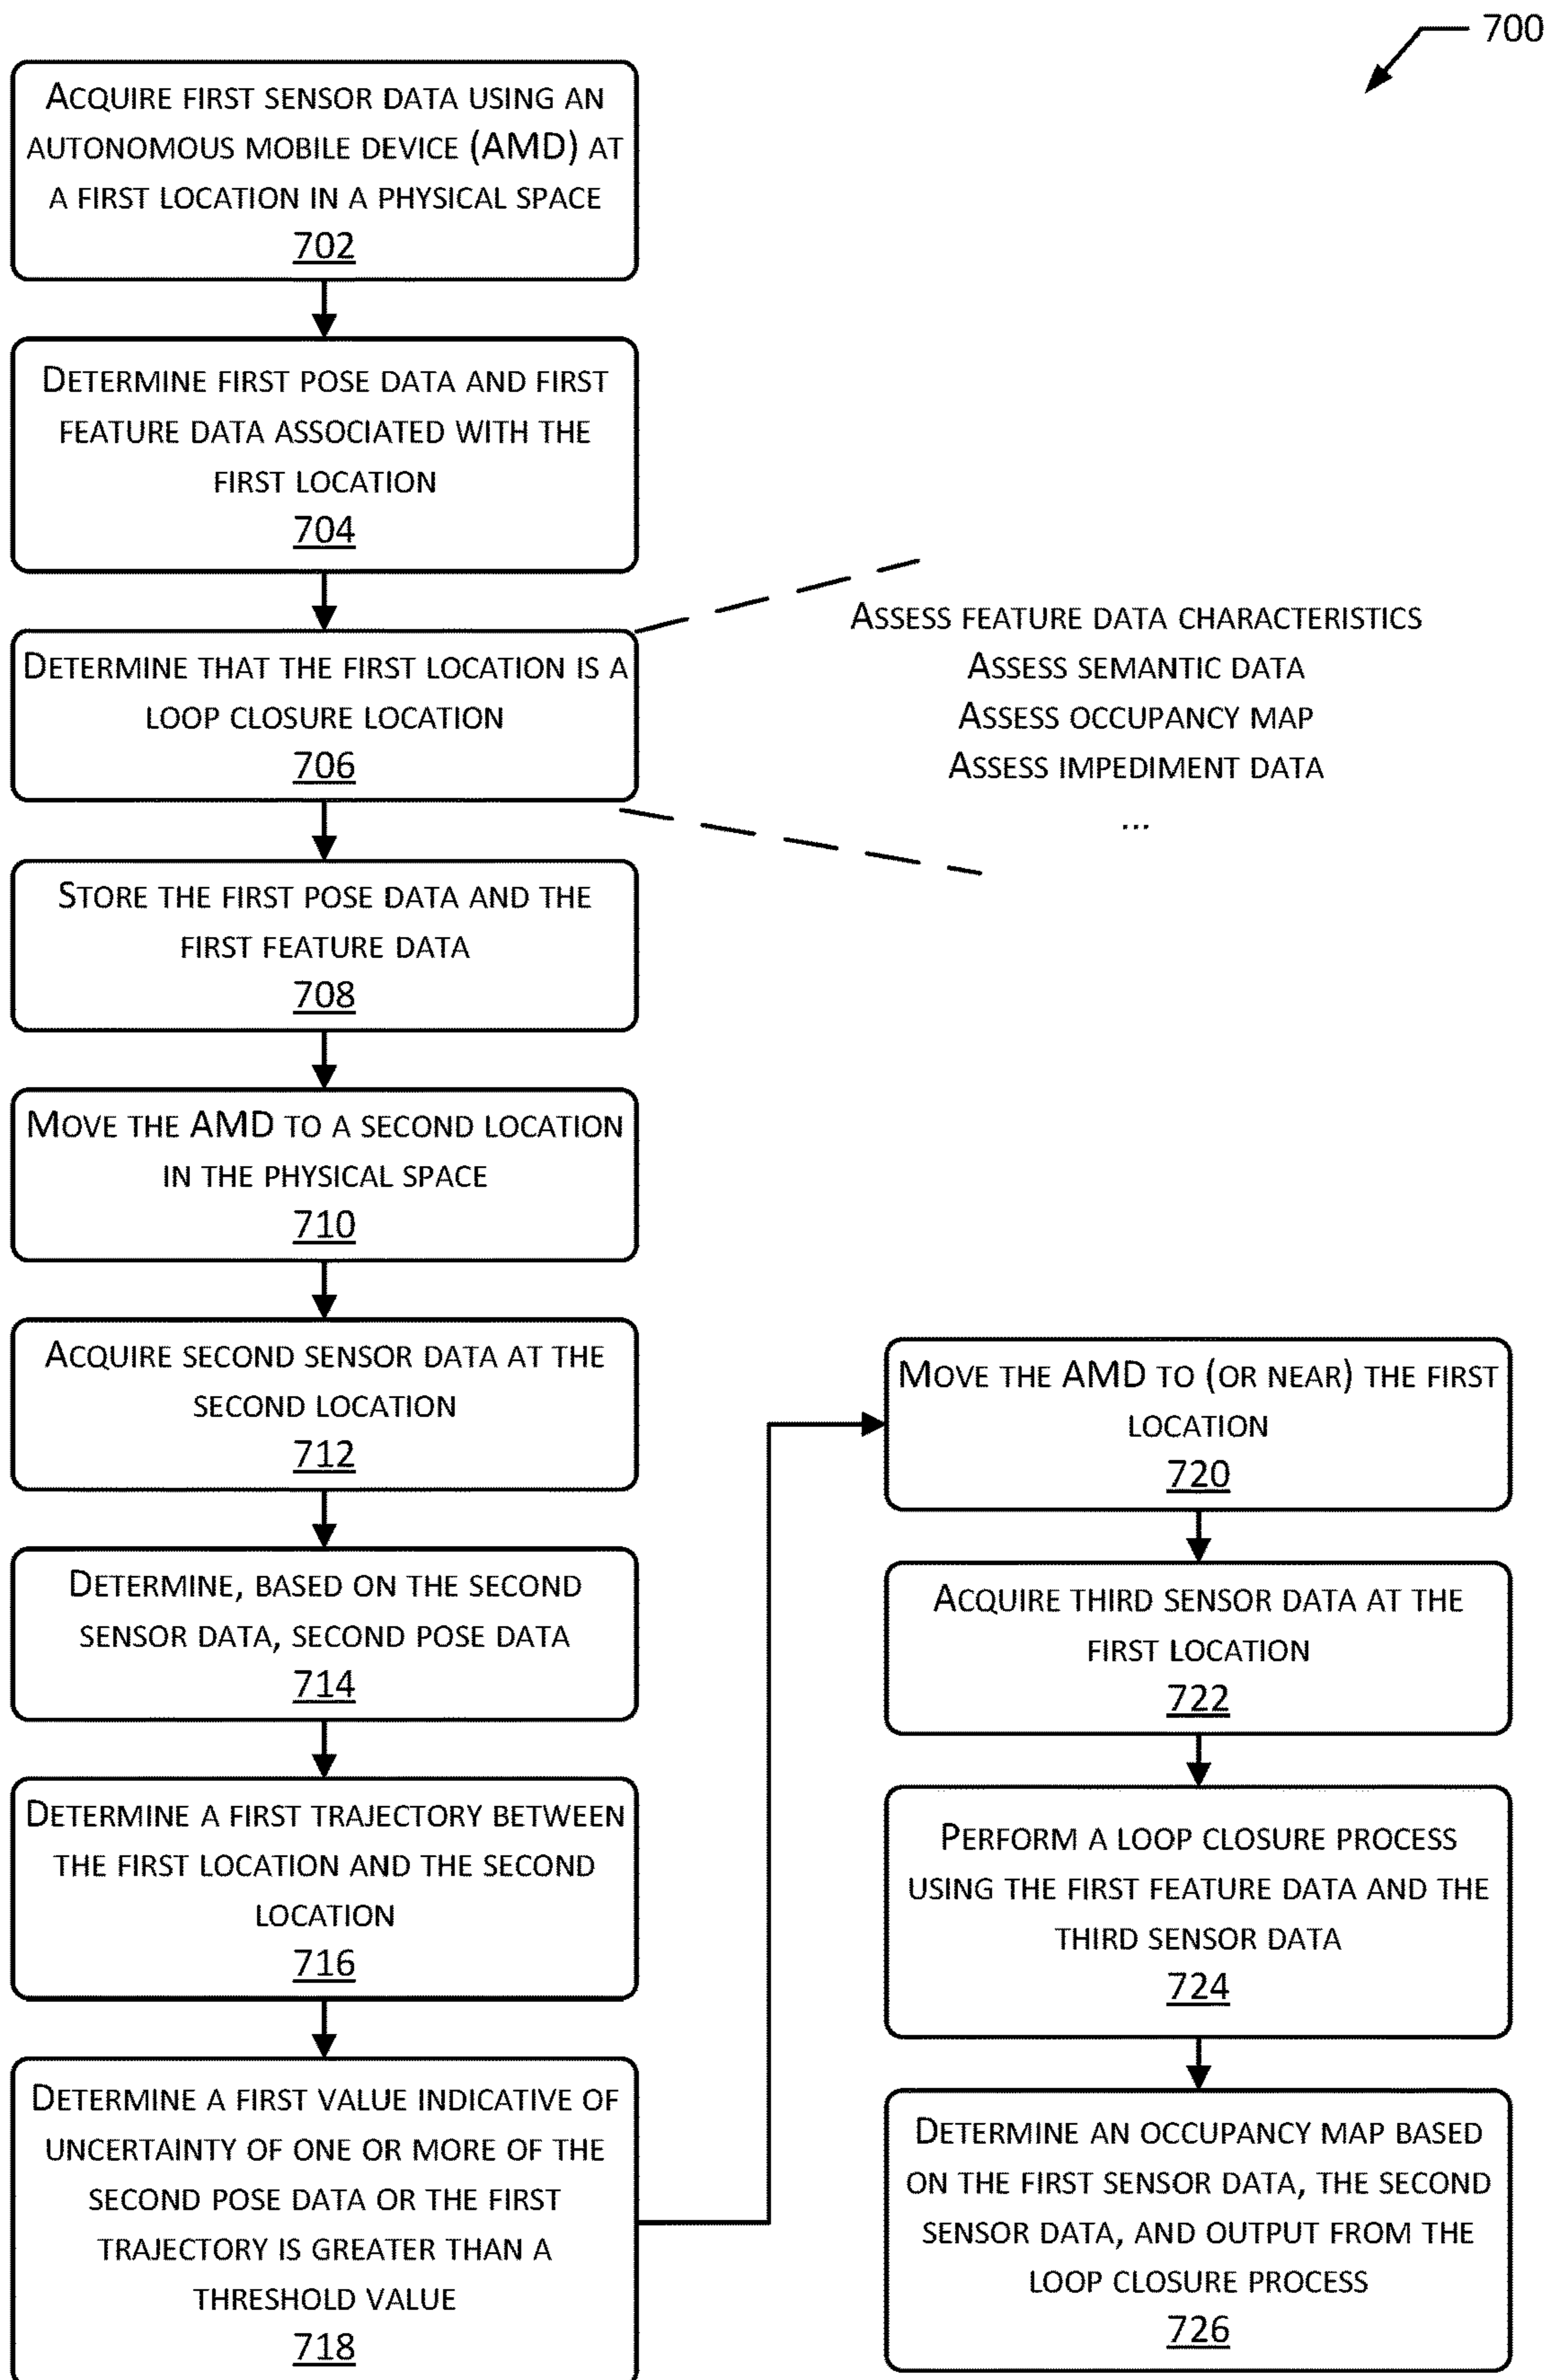 700
ACQUIRE FIRST SENSOR DATA USING AN
AUTONOMOUS MOBILE DEVICE (AMD) AT
A FIRST LOCATION IN A PHYSICAL SPACE
702
DETERMINE FIRST POSE DATA AND FIRST
FEATURE DATA ASSOCIATED WITH THE
FIRST LOCATION
704
DETERMINE THAT THE FIRST LOCATION IS A
LOOP CLOSURE LOCATION
706
ASSESS FEATURE DATA CHARACTERISTICS
ASSESS SEMANTIC DATA
ASSESS OCCUPANCY MAP
ASSESS IMPEDIMENT DATA
...
STORE THE FIRST POSE DATA AND THE
FIRST FEATURE DATA
708
MOVE THE AMD TO A SECOND LOCATION
IN THE PHYSICAL SPACE
710
ACQUIRE SECOND SENSOR DATA AT THE
SECOND LOCATION
712
DETERMINE, BASED ON THE SECOND
SENSOR DATA, SECOND POSE DATA
714
DETERMINE A FIRST TRAJECTORY BETWEEN
THE FIRST LOCATION AND THE SECOND
LOCATION
716
DETERMINE A FIRST VALUE INDICATIVE OF
UNCERTAINTY OF ONE OR MORE OF THE
SECOND POSE DATA OR THE FIRST
TRAJECTORY IS GREATER THAN A
THRESHOLD VALUE
718
MOVE THE AMD TO (OR NEAR) THE FIRST
LOCATION
720
ACQUIRE THIRD SENSOR DATA AT THE
FIRST LOCATION
722
PERFORM A LOOP CLOSURE PROCESS
USING THE FIRST FEATURE DATA AND THE
THIRD SENSOR DATA
724
DETERMINE AN OCCUPANCY MAP BASED
ON THE FIRST SENSOR DATA, THE SECOND
SENSOR DATA, AND OUTPUT FROM THE
LOOP CLOSURE PROCESS
726